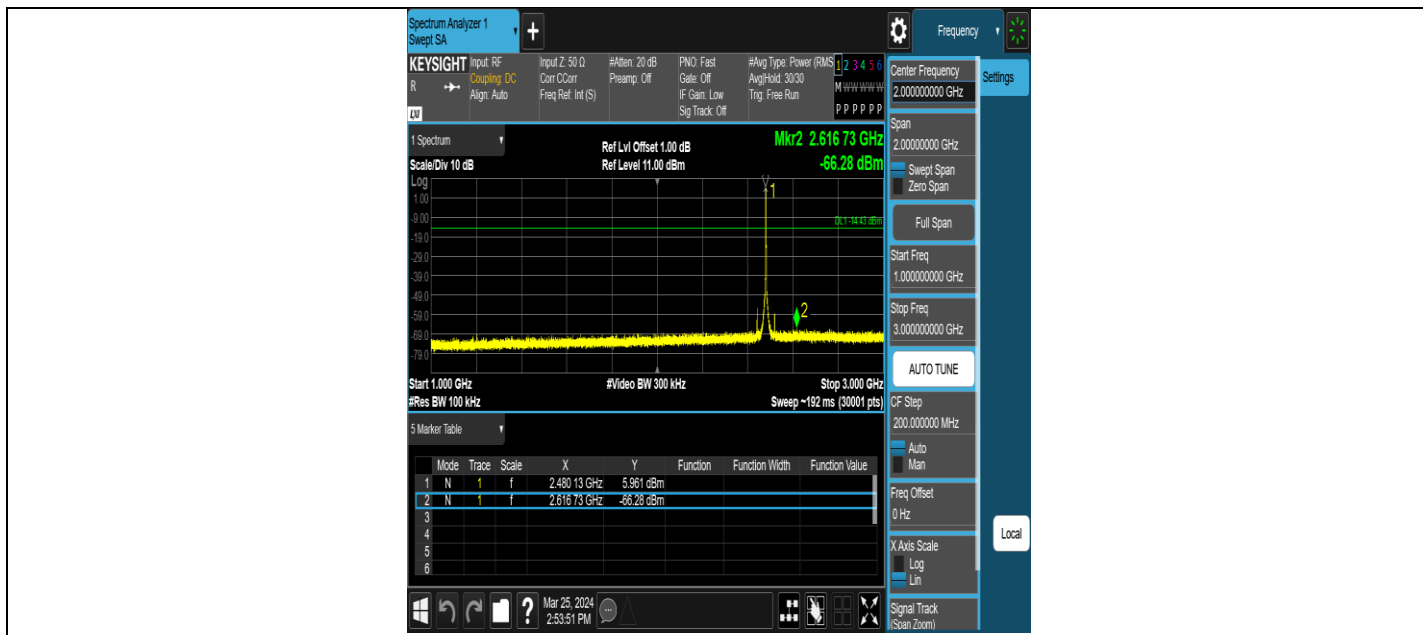 Spectrum Analyzer 1
Swept SA
+
Frequency
KEYSIGHT
R
LXI
Input: RF
Coupling: DC
Align: Auto
Input Z: 50 Ω
Corr CCorr
Freq Ref: Int (S)
#Atten: 20 dB
Preamp: Off
PNO: Fast
Gate: Off
IF Gain: Low
Sig Track: Off
#Avg Type: Power (RMS
Avg|Hold: 30/30
Trig: Free Run
1 2 3 4 5 6
M W W W W W
P P P P P P
1 Spectrum
Scale/Div 10 dB
Log
Ref Lvl Offset 1.00 dB
Ref Level 11.00 dBm
Mkr2 2.616 73 GHz
-66.28 dBm
1.00
-9.00
-19.0
-29.0
-39.0
-49.0
-59.0
-69.0
-79.0
1
DL1 -14.43 dBm
2
Start 1.000 GHz
#Res BW 100 kHz
#Video BW 300 kHz
Stop 3.000 GHz
Sweep ~192 ms (30001 pts)
5 Marker Table
Mode Trace Scale X Y Function Function Width Function Value
1 N 1 f 2.480 13 GHz 5.961 dBm
2 N 1 f 2.616 73 GHz -66.28 dBm
3
4
5
6
Center Frequency
2.000000000 GHz
Settings
Span
2.00000000 GHz
Swept Span
Zero Span
Full Span
Start Freq
1.000000000 GHz
Stop Freq
3.000000000 GHz
AUTO TUNE
CF Step
200.000000 MHz
Auto
Man
Freq Offset
0 Hz
X Axis Scale
Log
Lin
Signal Track
(Span Zoom)
Local
?
Mar 25, 2024
2:53:51 PM